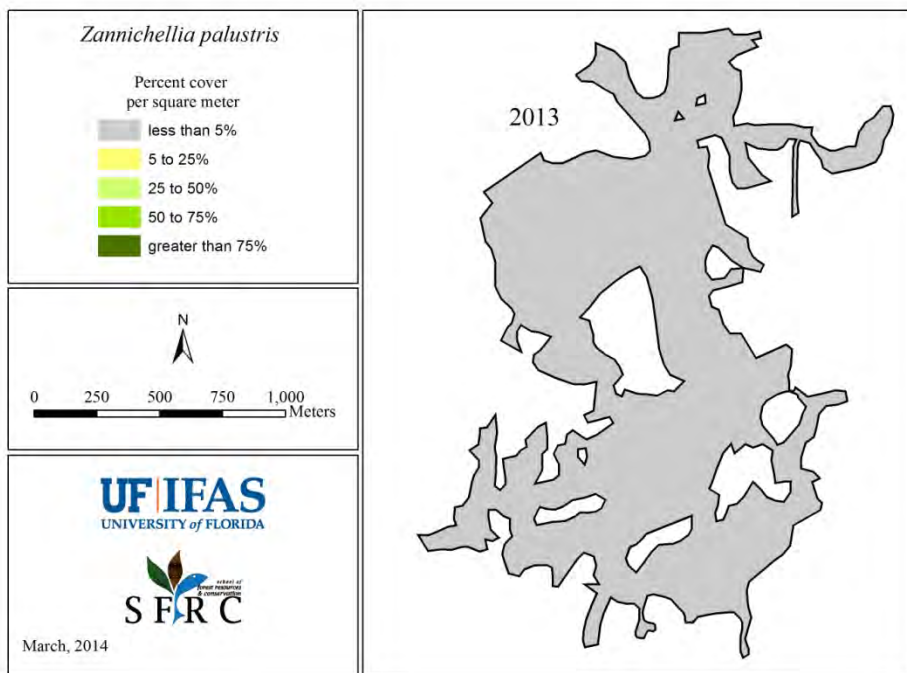 Zannichellia palustris
Percent cover
per square meter
less than 5%
5 to 25%
25 to 50%
50 to 75%
greater than 75%
N
0 250 500 750 1,000
Meters
UF|IFAS
UNIVERSITY of FLORIDA
school of
forest resources
& conservation
SFRC
March, 2014
2013